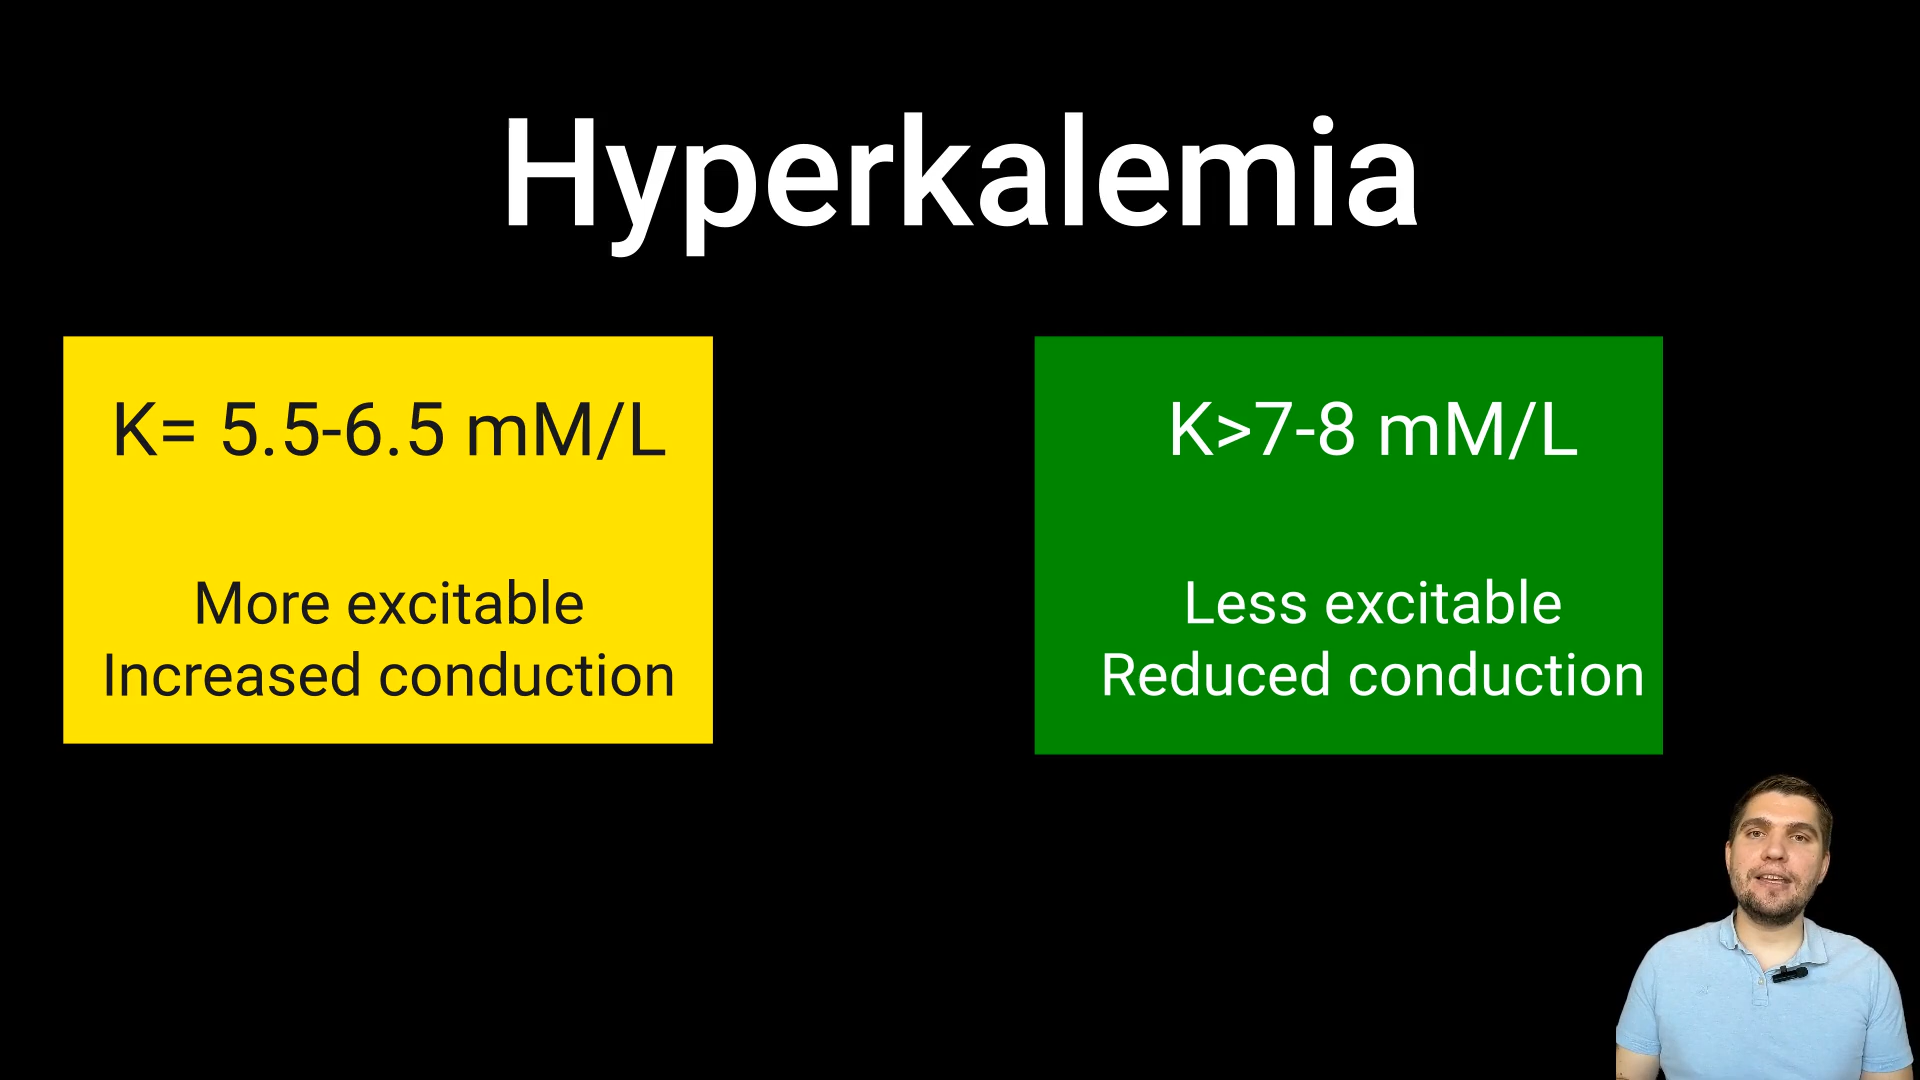 Hyperkalemia
K= 5.5-6.5 mM/L
More excitable
Increased conduction
K>7-8 mM/L
Less excitable
Reduced conduction